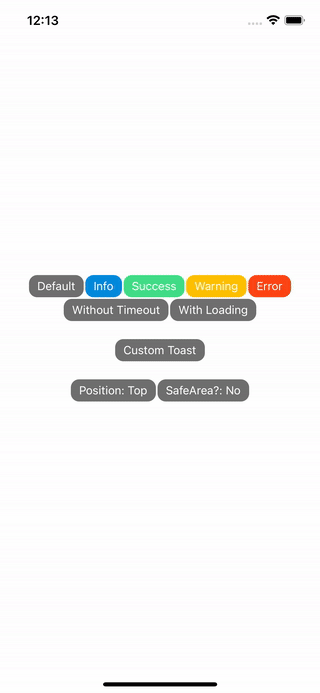 12:13
Default Info Success Warning Error
Without Timeout With Loading
Custom Toast
Position: Top SafeArea?: No